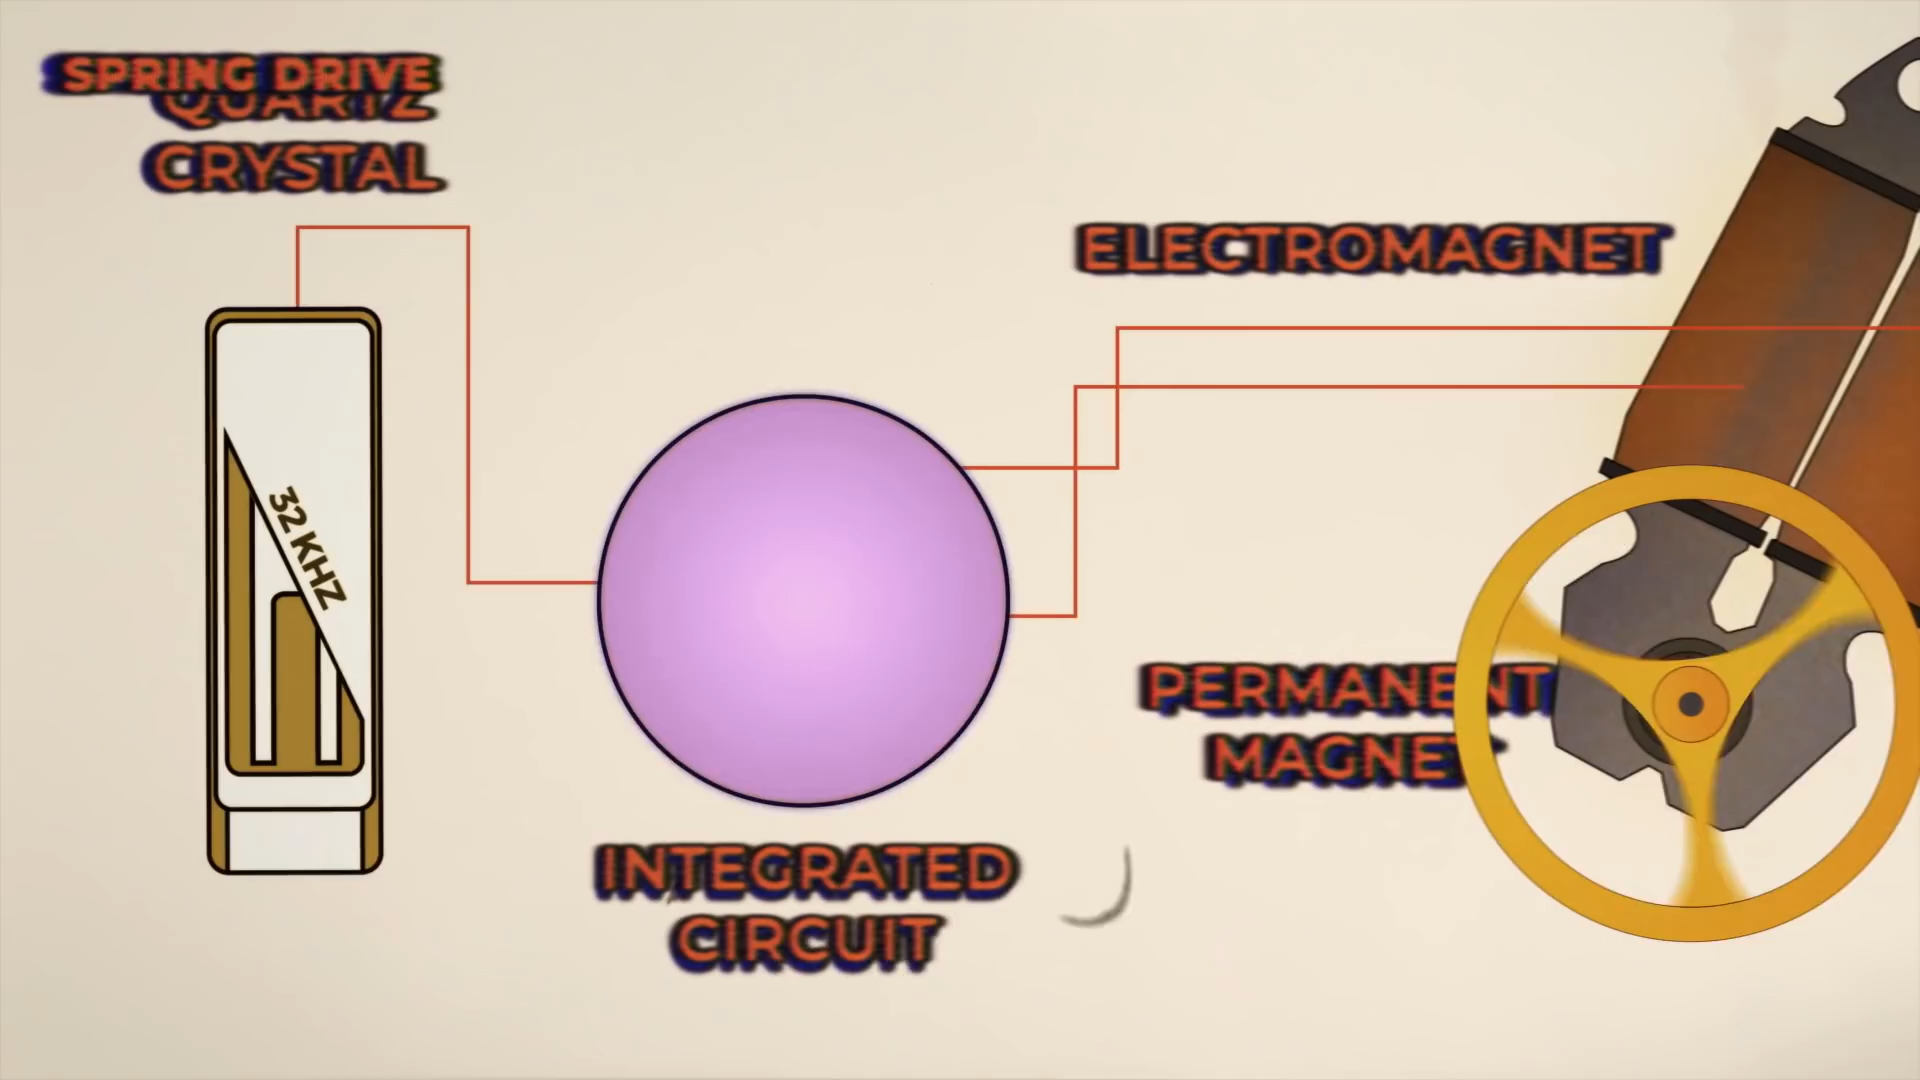 SPRING DRIVE
QUARTZ
CRYSTAL
ELECTROMAGNET
32 KHZ
PERMANENT
MAGNET
INTEGRATED
CIRCUIT